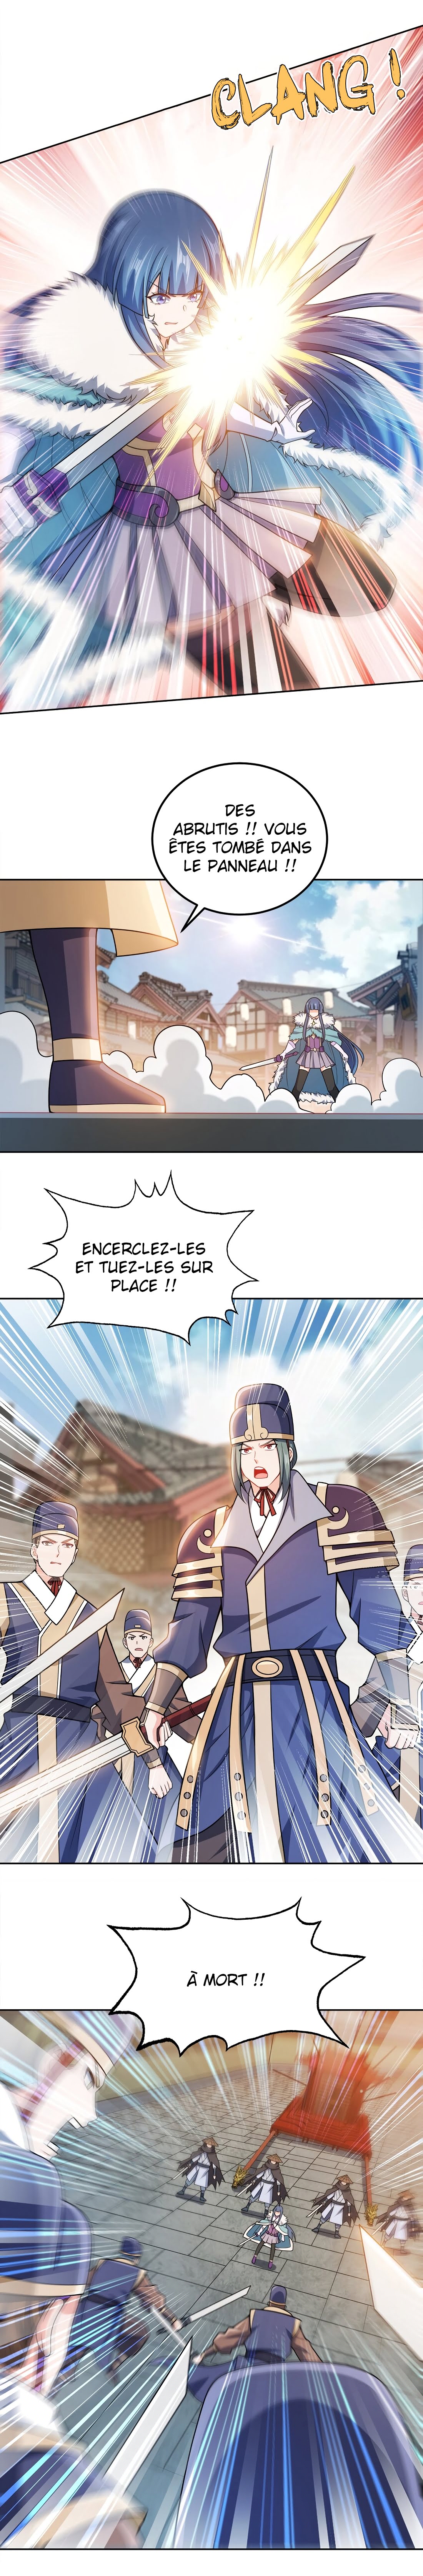 CLANG !
DES
ABRUTIS !! VOUS
ÊTES TOMBÉ DANS
LE PANNEAU !!
ENCERCLEZ-LES
ET TUEZ-LES SUR
PLACE !!
À MORT !!